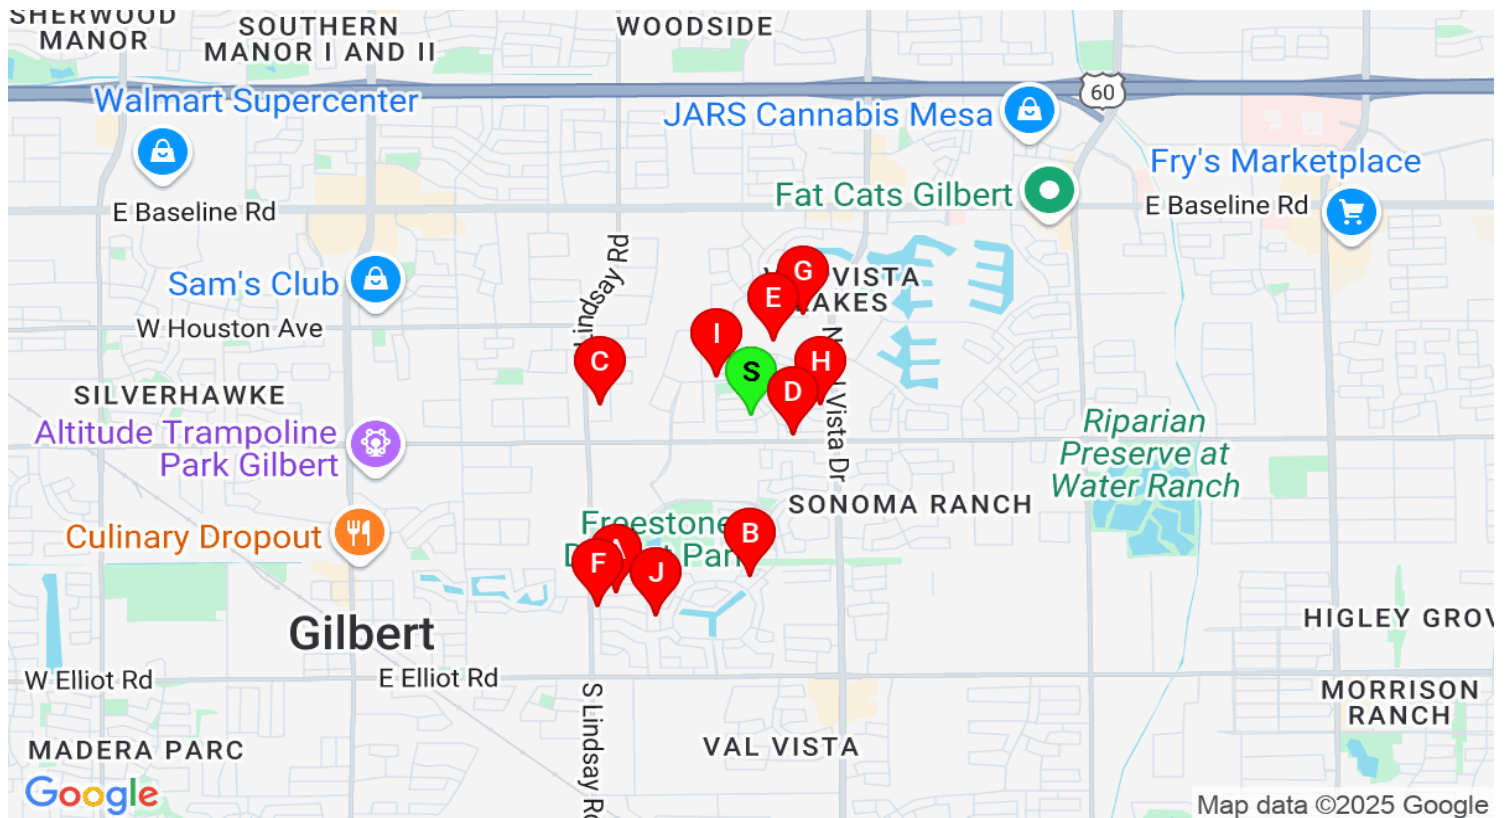 SHERWOOD
MANOR
SOUTHERN
MANOR I AND II
WOODSIDE
Walmart Supercenter
JARS Cannabis Mesa
60
Fry's Marketplace
Fat Cats Gilbert
E Baseline Rd
E Baseline Rd
Lindsay Rd
Sam's Club
VISTA
LAKES
G
E
W Houston Ave
I
C
S
H
D
Vista Dr
SILVERHAWKE
Altitude Trampoline
Park Gilbert
Riparian
Preserve at
Water Ranch
SONOMA RANCH
Culinary Dropout
Freestone
B
A
F
J
Gilbert
HIGLEY GROV
W Elliot Rd
E Elliot Rd
S Lindsay Rd
MORRISON
RANCH
MADERA PARC
VAL VISTA
Google
Map data ©2025 Google